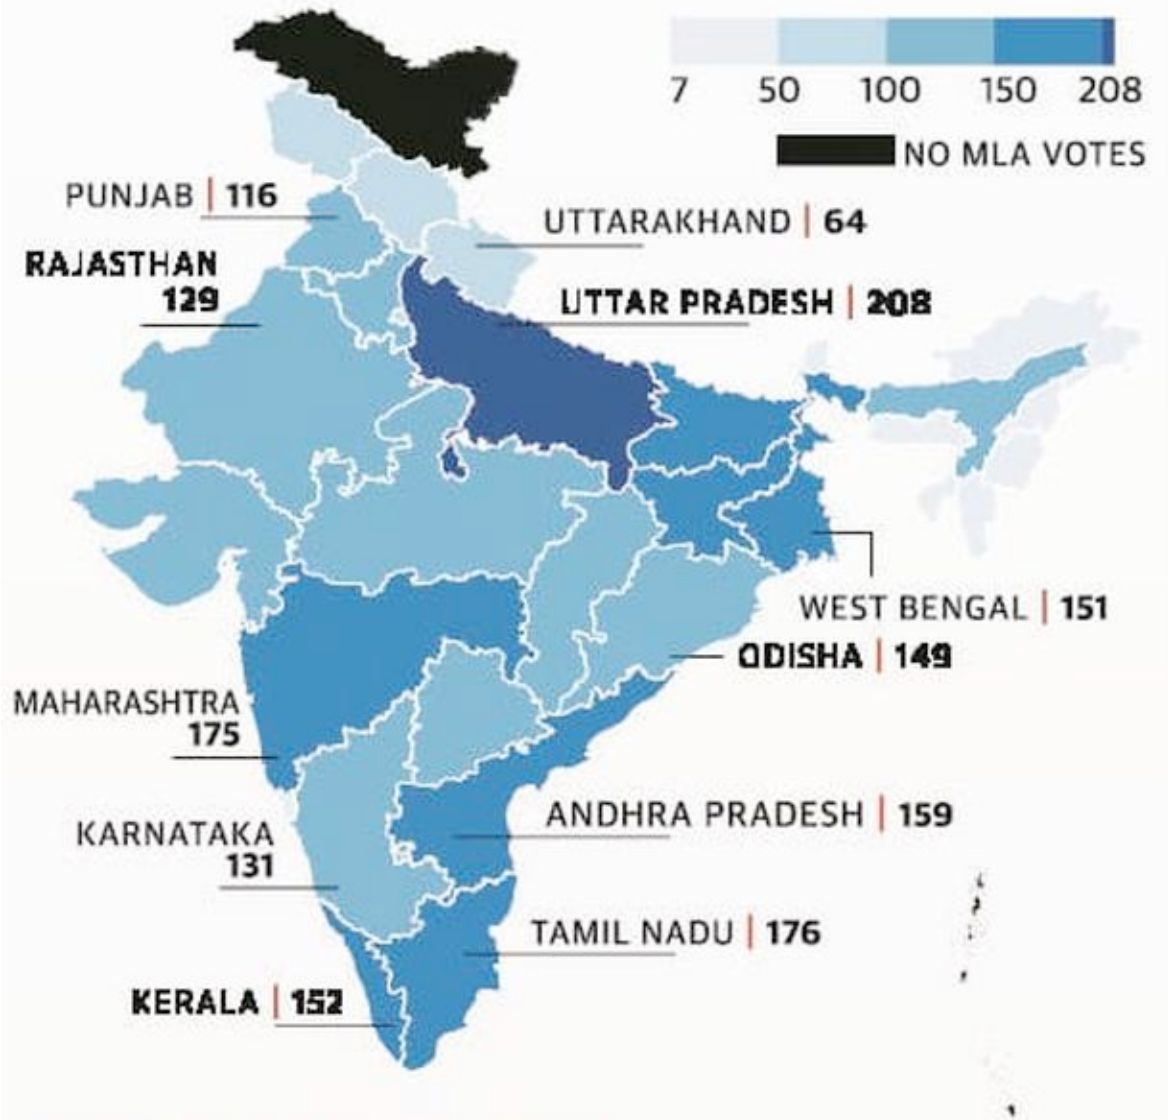 7 50 100 150 208
NO MLA VOTES
PUNJAB | 116
UTTARAKHAND | 64
RAJASTHAN
129
UTTAR PRADESH | 208
WEST BENGAL | 151
ODISHA | 149
MAHARASHTRA
175
ANDHRA PRADESH | 159
KARNATAKA
131
TAMIL NADU | 176
KERALA | 152